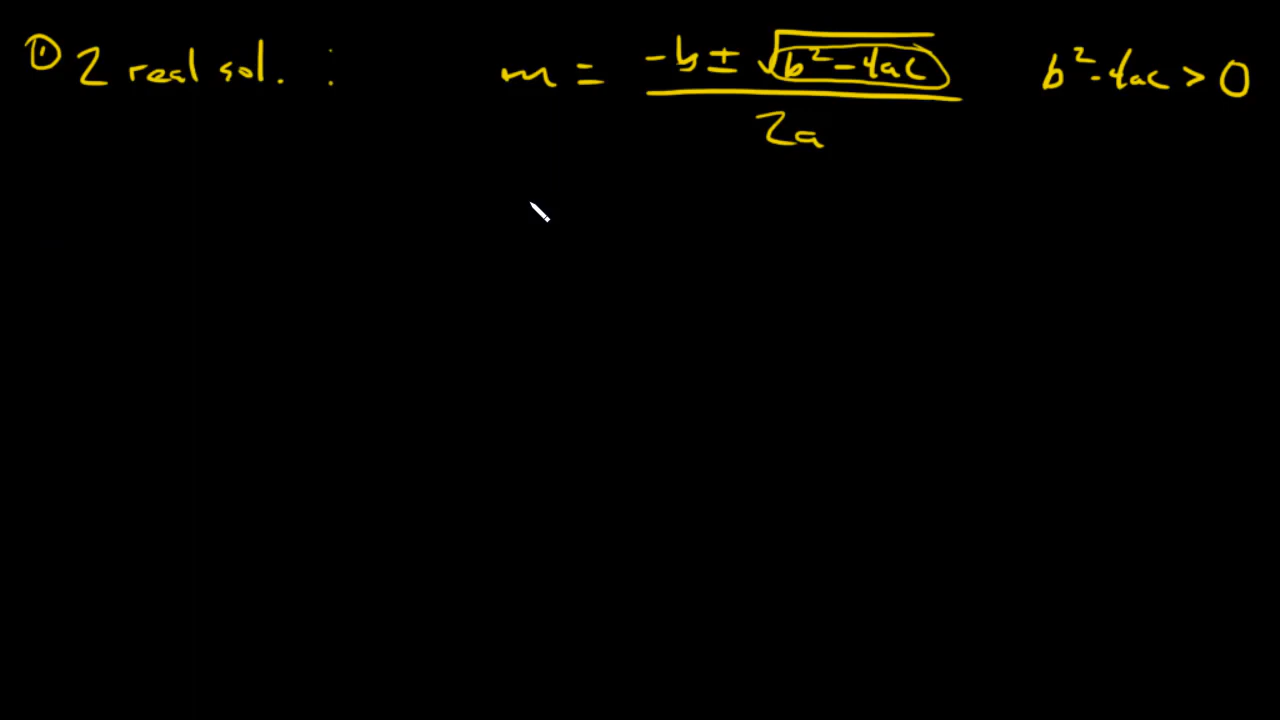 ① 2 real sol. : m = (-b ± √(b² - 4ac)) / 2a b² - 4ac > 0